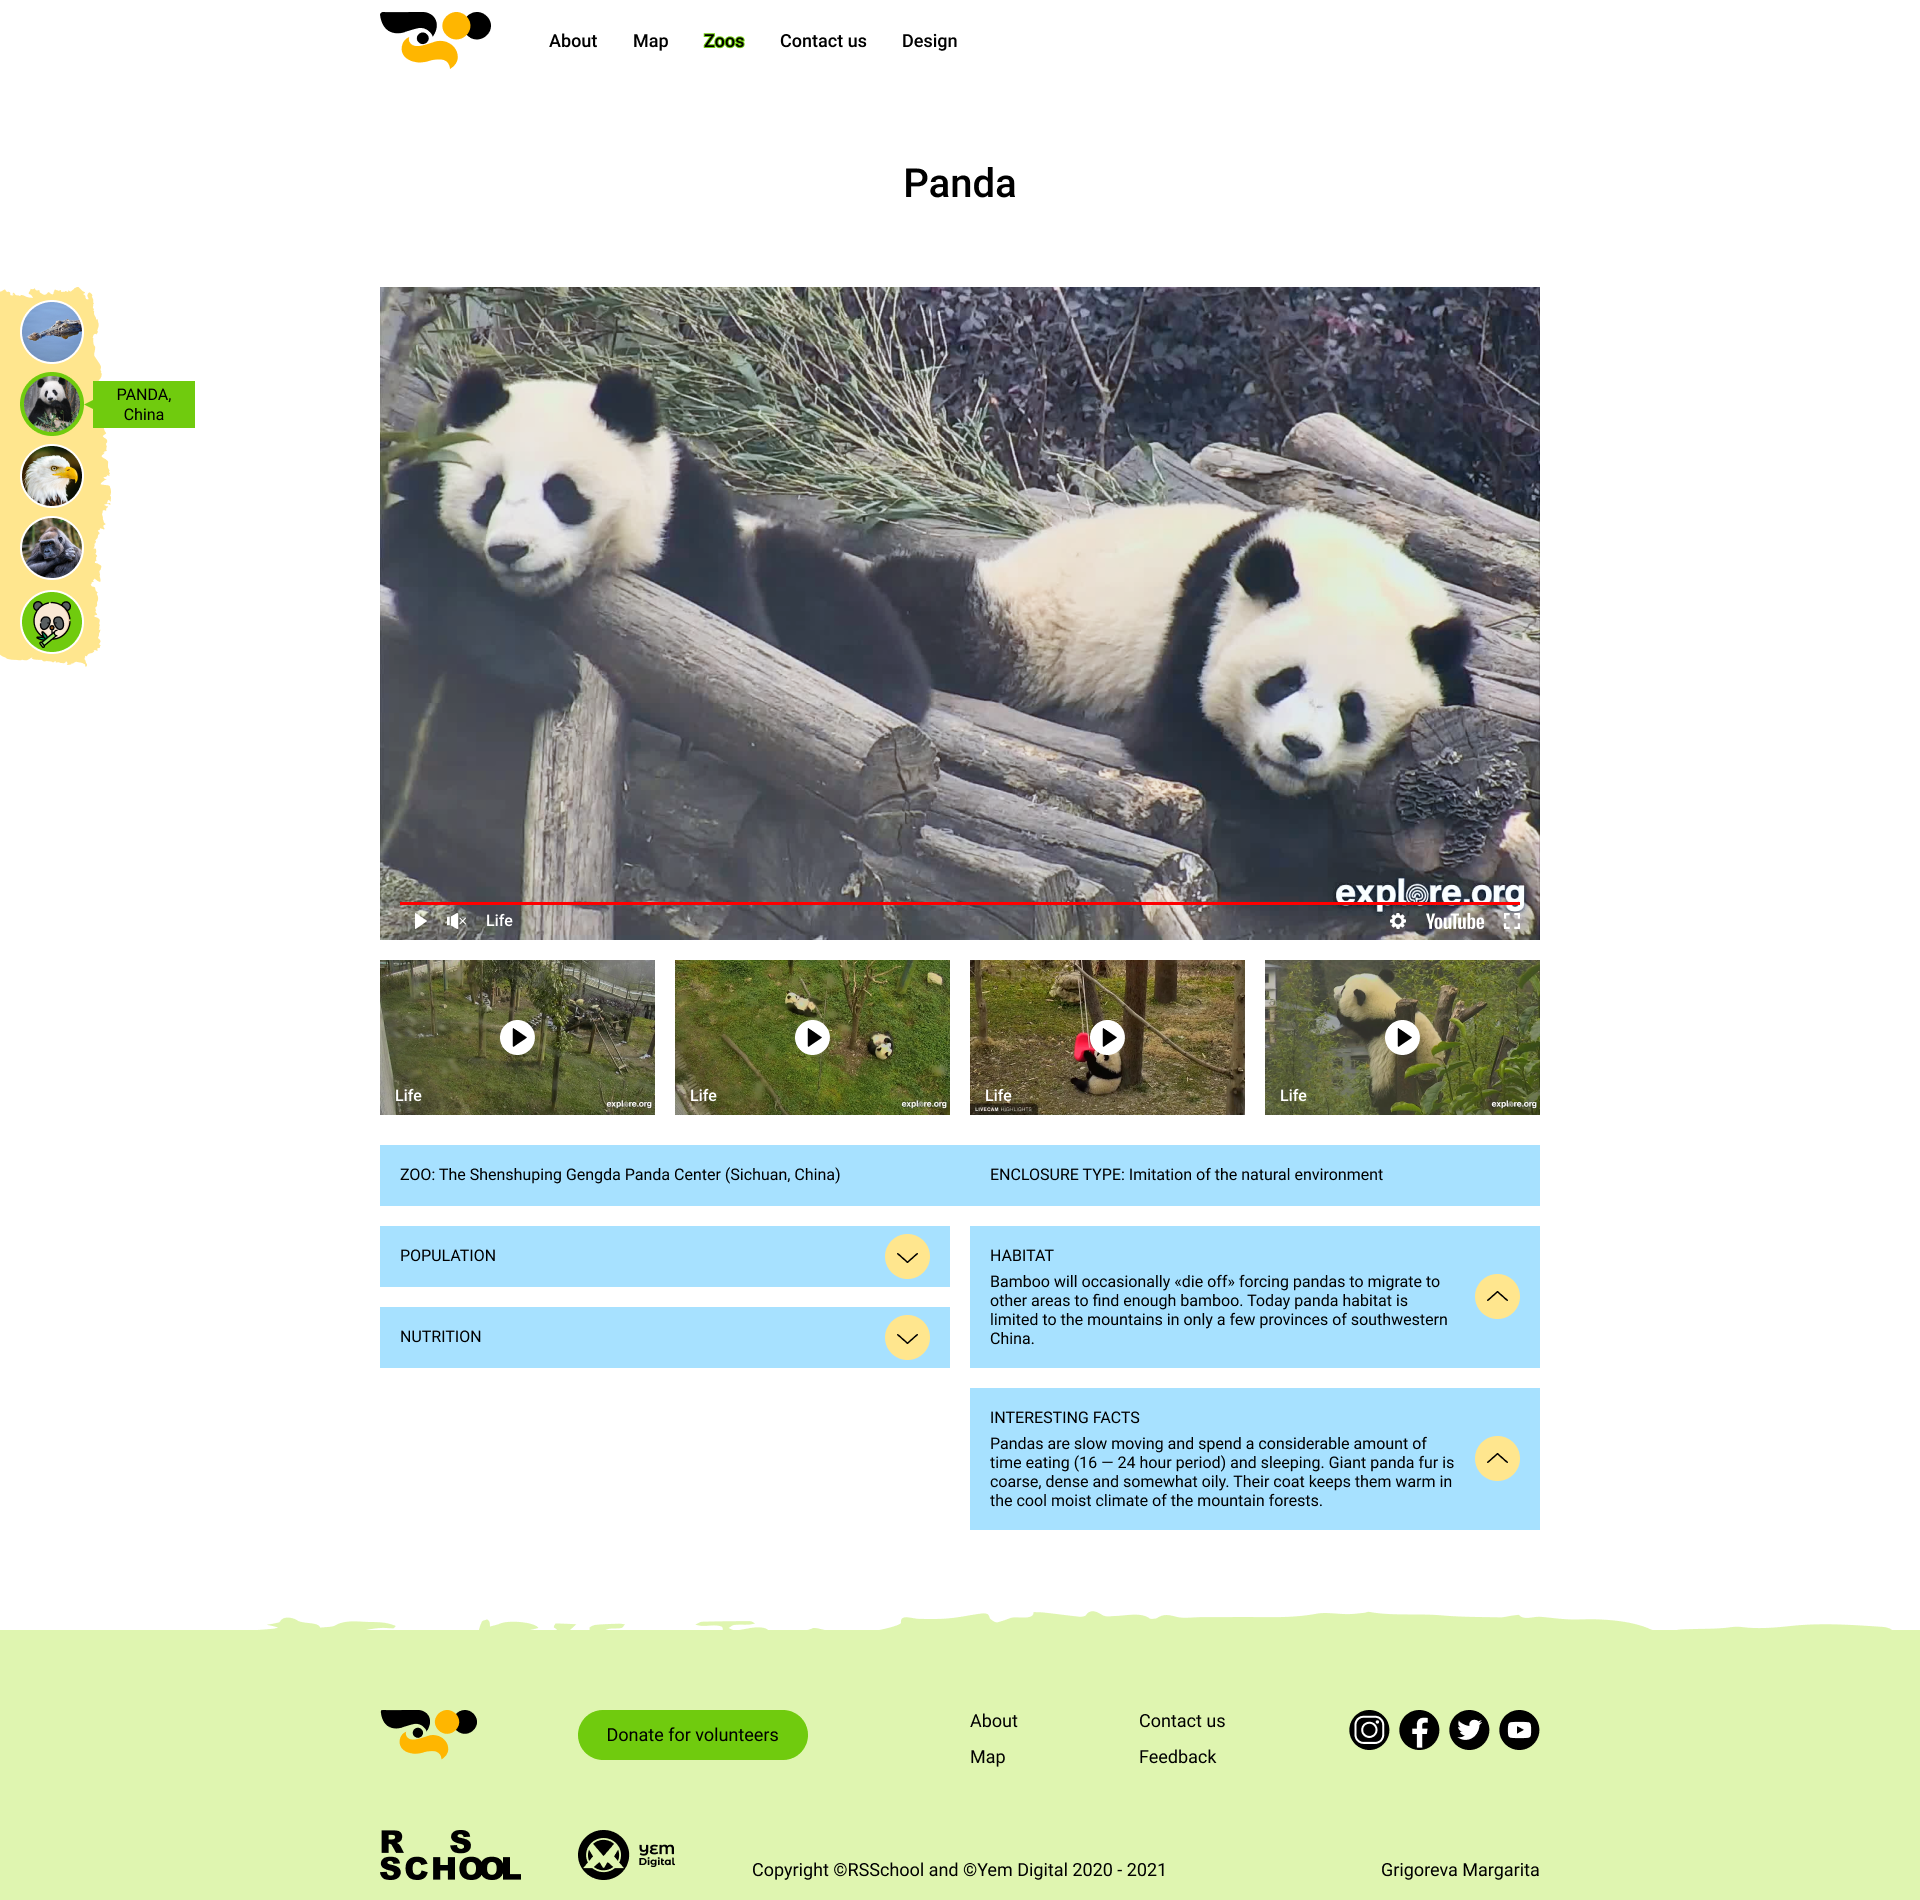 About Map Zoos Contact us Design
Panda
PANDA,
China
explore.org
Life YouTube
Life explore.org
Life explore.org
Life
LIVECAM HIGHLIGHTS
Life explore.org
ZOO: The Shenshuping Gengda Panda Center (Sichuan, China)
ENCLOSURE TYPE: Imitation of the natural environment
POPULATION
NUTRITION
HABITAT
Bamboo will occasionally «die off» forcing pandas to migrate to
other areas to find enough bamboo. Today panda habitat is
limited to the mountains in only a few provinces of southwestern
China.
INTERESTING FACTS
Pandas are slow moving and spend a considerable amount of
time eating (16 — 24 hour period) and sleeping. Giant panda fur is
coarse, dense and somewhat oily. Their coat keeps them warm in
the cool moist climate of the mountain forests.
Donate for volunteers
About
Map
Contact us
Feedback
RS
SCHOOL
yem
Digital
Copyright ©RSSchool and ©Yem Digital 2020 - 2021
Grigoreva Margarita